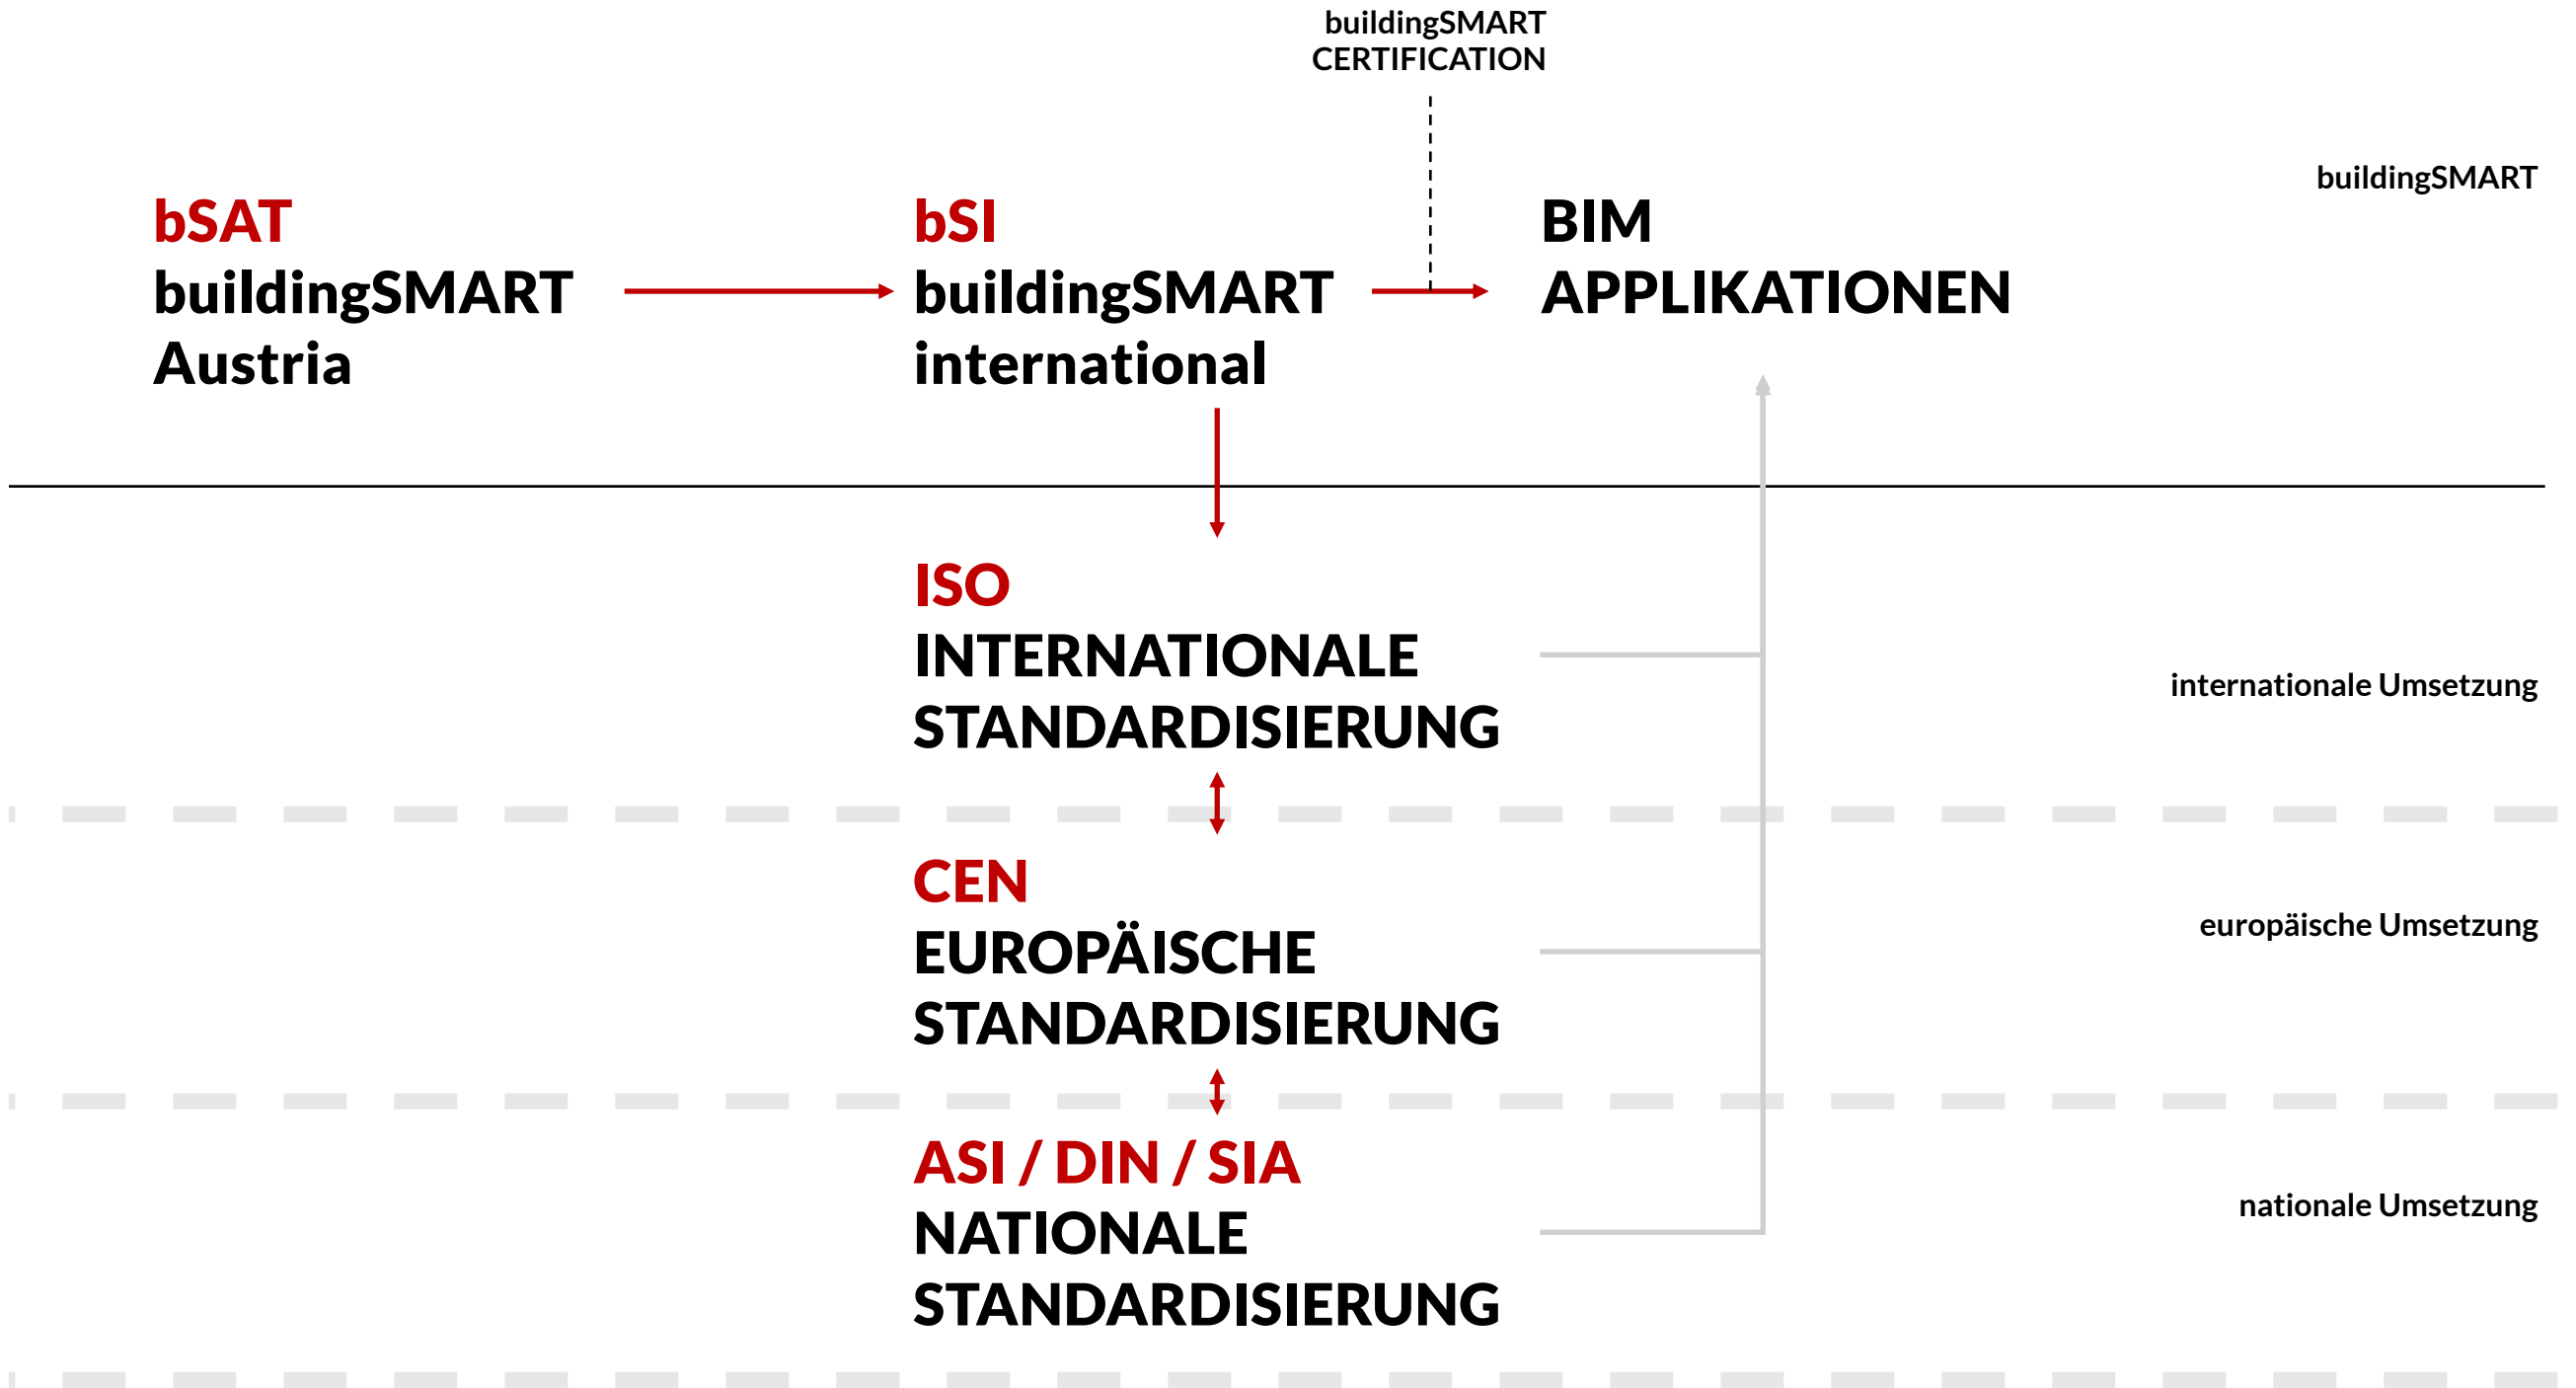 buildingSMART
CERTIFICATION
buildingSMART
bSAT
buildingSMART
Austria
bSI
buildingSMART
international
BIM
APPLIKATIONEN
ISO
INTERNATIONALE
STANDARDISIERUNG
internationale Umsetzung
CEN
EUROPÄISCHE
STANDARDISIERUNG
europäische Umsetzung
ASI / DIN / SIA
NATIONALE
STANDARDISIERUNG
nationale Umsetzung